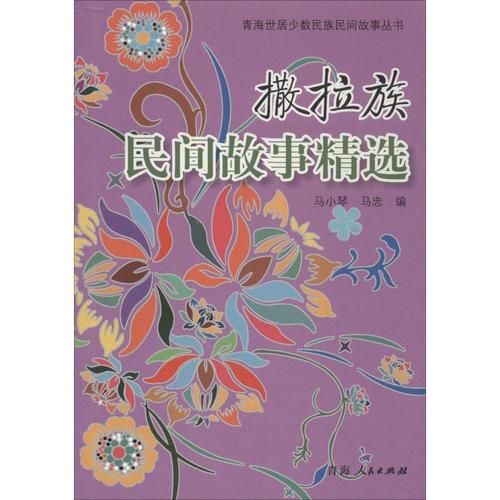 青海世居少数民族民间故事丛书
撒拉族
民间故事精选
马小琴 马忠 编
青海人民出版社